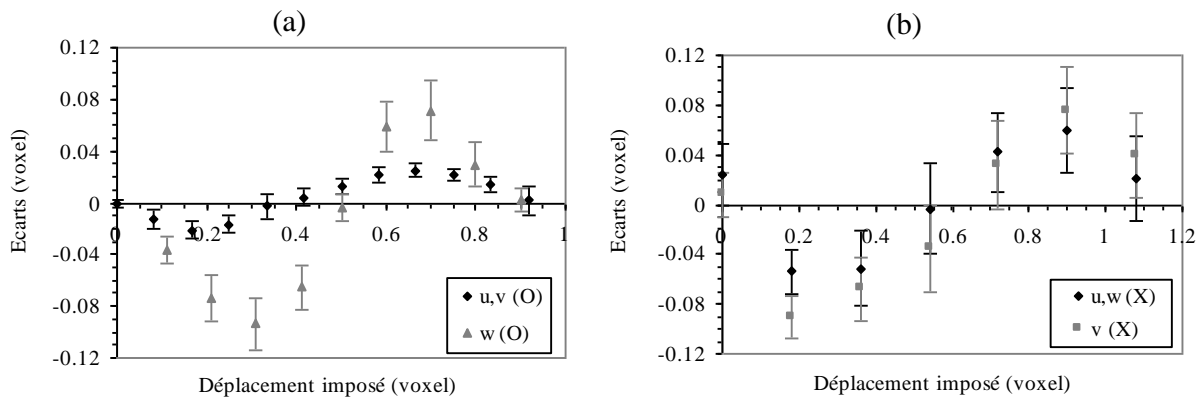 (a)
0.12
0.08
0.04
0
-0.04
-0.08
-0.12
0 0.2 0.4 0.6 0.8 1
Ecarts (voxel)
Déplacement imposé (voxel)
u,v (O)
w (O)
(b)
0.12
0.08
0.04
0
-0.04
-0.08
-0.12
0 0.2 0.4 0.6 0.8 1 1.2
Ecarts (voxel)
Déplacement imposé (voxel)
u,w (X)
v (X)